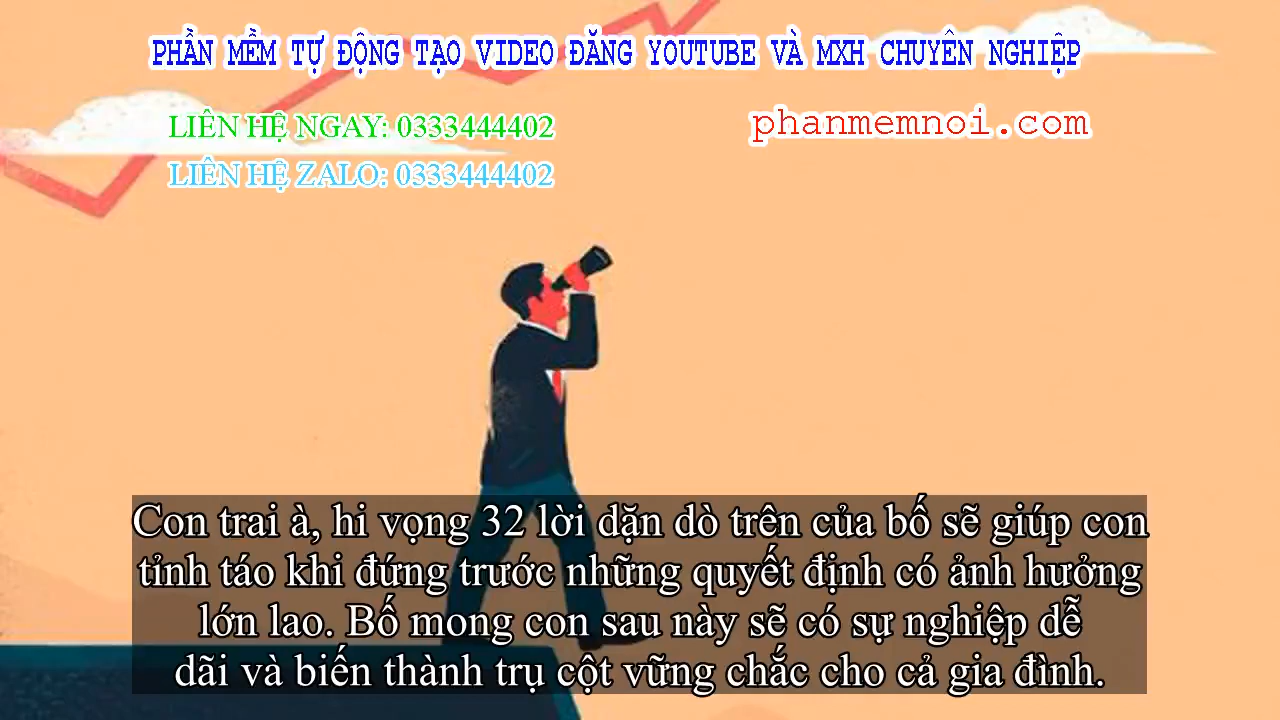 PHẦN MỀM TỰ ĐỘNG TẠO VIDEO ĐĂNG YOUTUBE VÀ MXH CHUYÊN NGHIỆP
LIÊN HỆ NGAY: 0333444402
phanmemnoi.com
LIÊN HỆ ZALO: 0333444402
Con trai à, hi vọng 32 lời dặn dò trên của bố sẽ giúp con
tỉnh táo khi đứng trước những quyết định có ảnh hưởng
lớn lao. Bố mong con sau này sẽ có sự nghiệp dễ
dãi và biến thành trụ cột vững chắc cho cả gia đình.